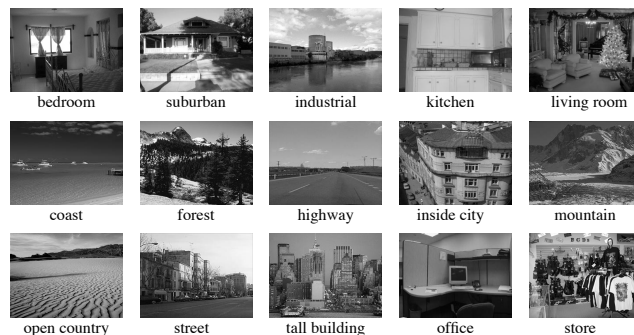 bedroom
suburban
industrial
kitchen
living room
coast
forest
highway
inside city
mountain
open country
street
tall building
office
store